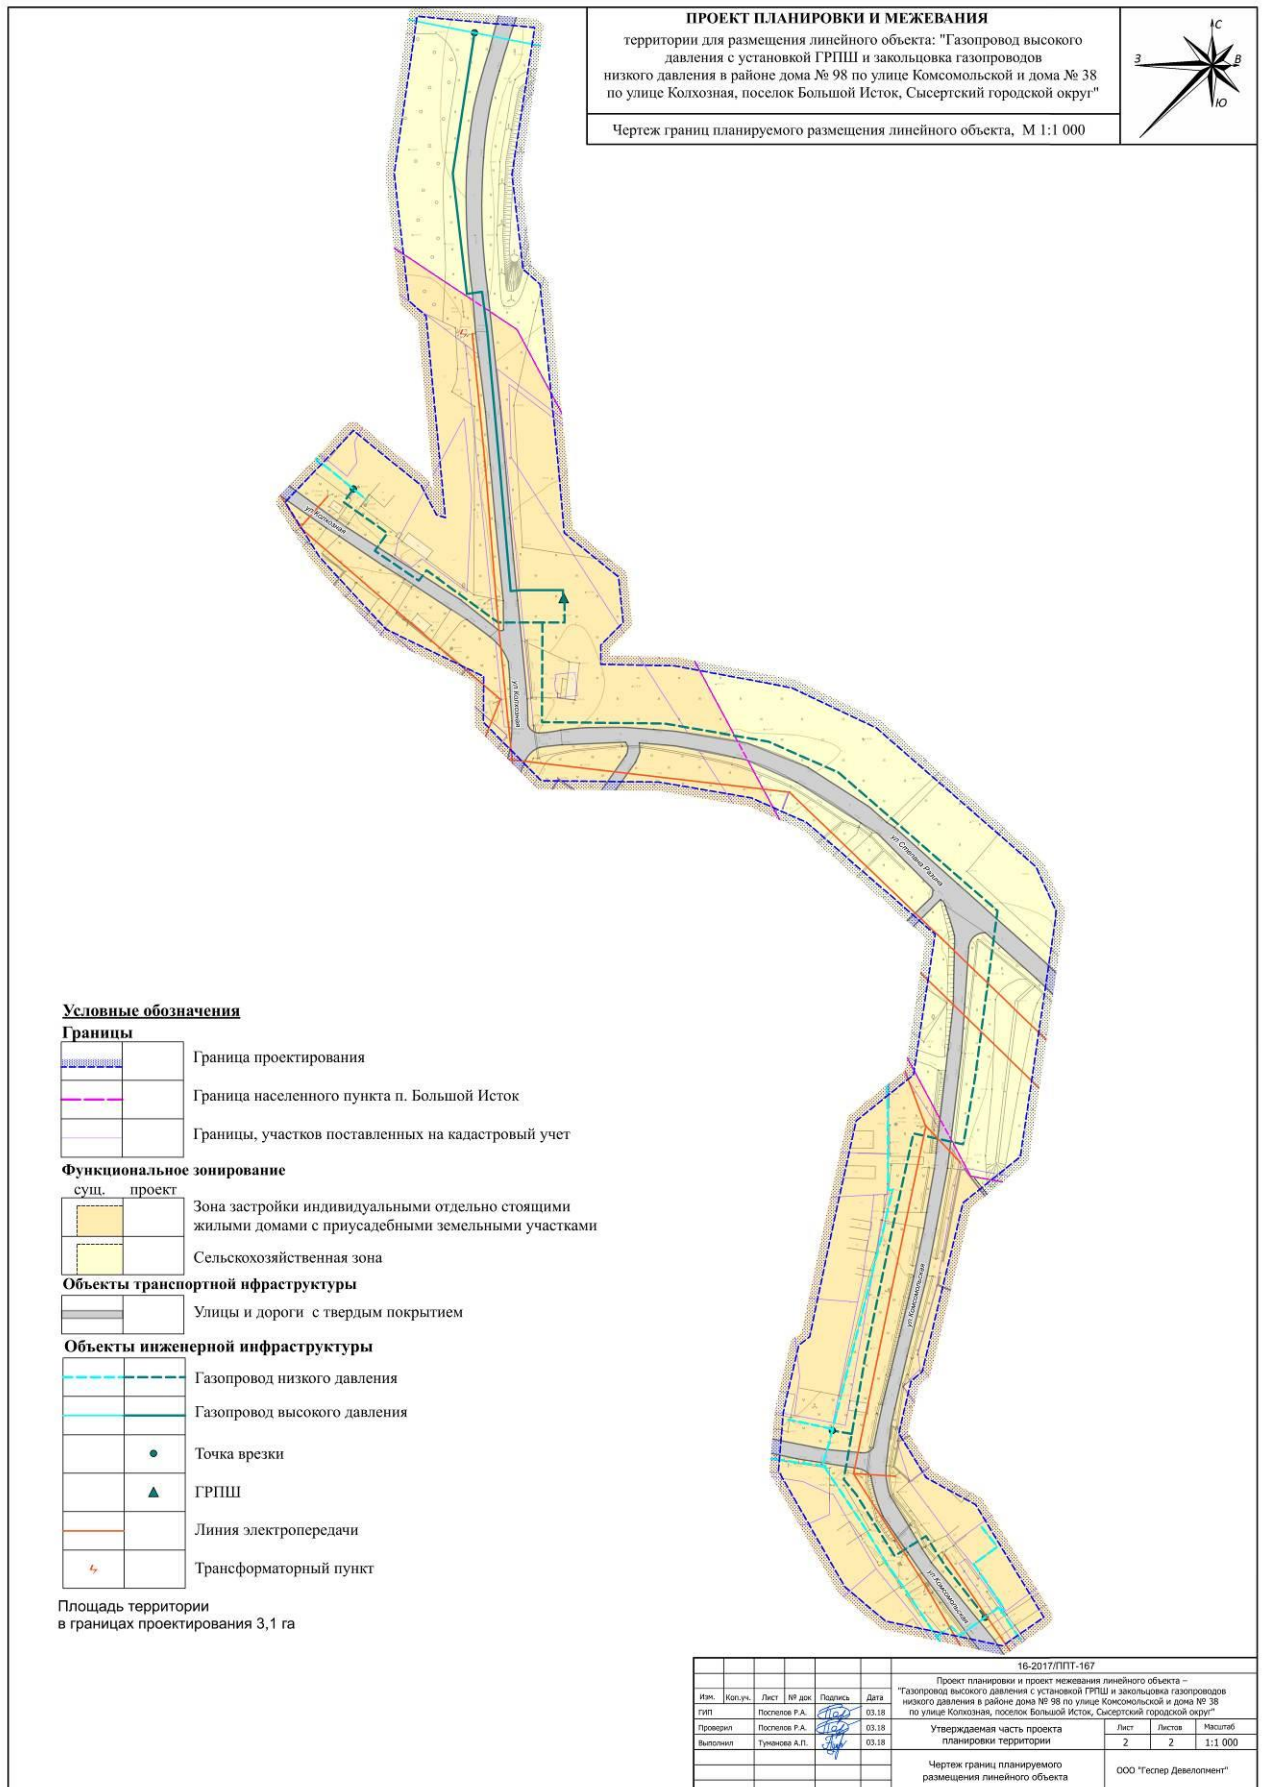 ПРОЕКТ ПЛАНИРОВКИ И МЕЖЕВАНИЯ
территории для размещения линейного объекта: "Газопровод высокого
давления с установкой ГРПШ и закольцовка газопроводов
низкого давления в районе дома № 98 по улице Комсомольской и дома № 38
по улице Колхозная, поселок Большой Исток, Сысертский городской округ"
Чертеж границ планируемого размещения линейного объекта, М 1:1 000
С
З
В
Ю
ул Колхозная
ул Колхозная
ул Степана Разина
ул Комсомольская
ул Комсомольская
Условные обозначения
Границы
Граница проектирования
Граница населенного пункта п. Большой Исток
Границы, участков поставленных на кадастровый учет
Функциональное зонирование
сущ. проект
Зона застройки индивидуальными отдельно стоящими
жилыми домами с приусадебными земельными участками
Сельскохозяйственная зона
Объекты транспортной нфраструктуры
Улицы и дороги с твердым покрытием
Объекты инженерной инфраструктуры
Газопровод низкого давления
Газопровод высокого давления
Точка врезки
ГРПШ
Линия электропередачи
Трансформаторный пункт
Площадь территории
в границах проектирования 3,1 га
16-2017/ППТ-167
Проект планировки и проект межевания линейного объекта –
"Газопровод высокого давления с установкой ГРПШ и закольцовка газопроводов
низкого давления в районе дома № 98 по улице Комсомольской и дома № 38
по улице Колхозная, поселок Большой Исток, Сысертский городской округ"
Изм. Кол.уч. Лист № док Подпись Дата
ГИП Поспелов Р.А. 03.18
Проверил Поспелов Р.А. 03.18
Выполнил Туманова А.П. 03.18
Утверждаемая часть проекта
планировки территории
Лист Листов Масштаб
2 2 1:1 000
Чертеж границ планируемого
размещения линейного объекта
ООО "Геспер Девелопмент"